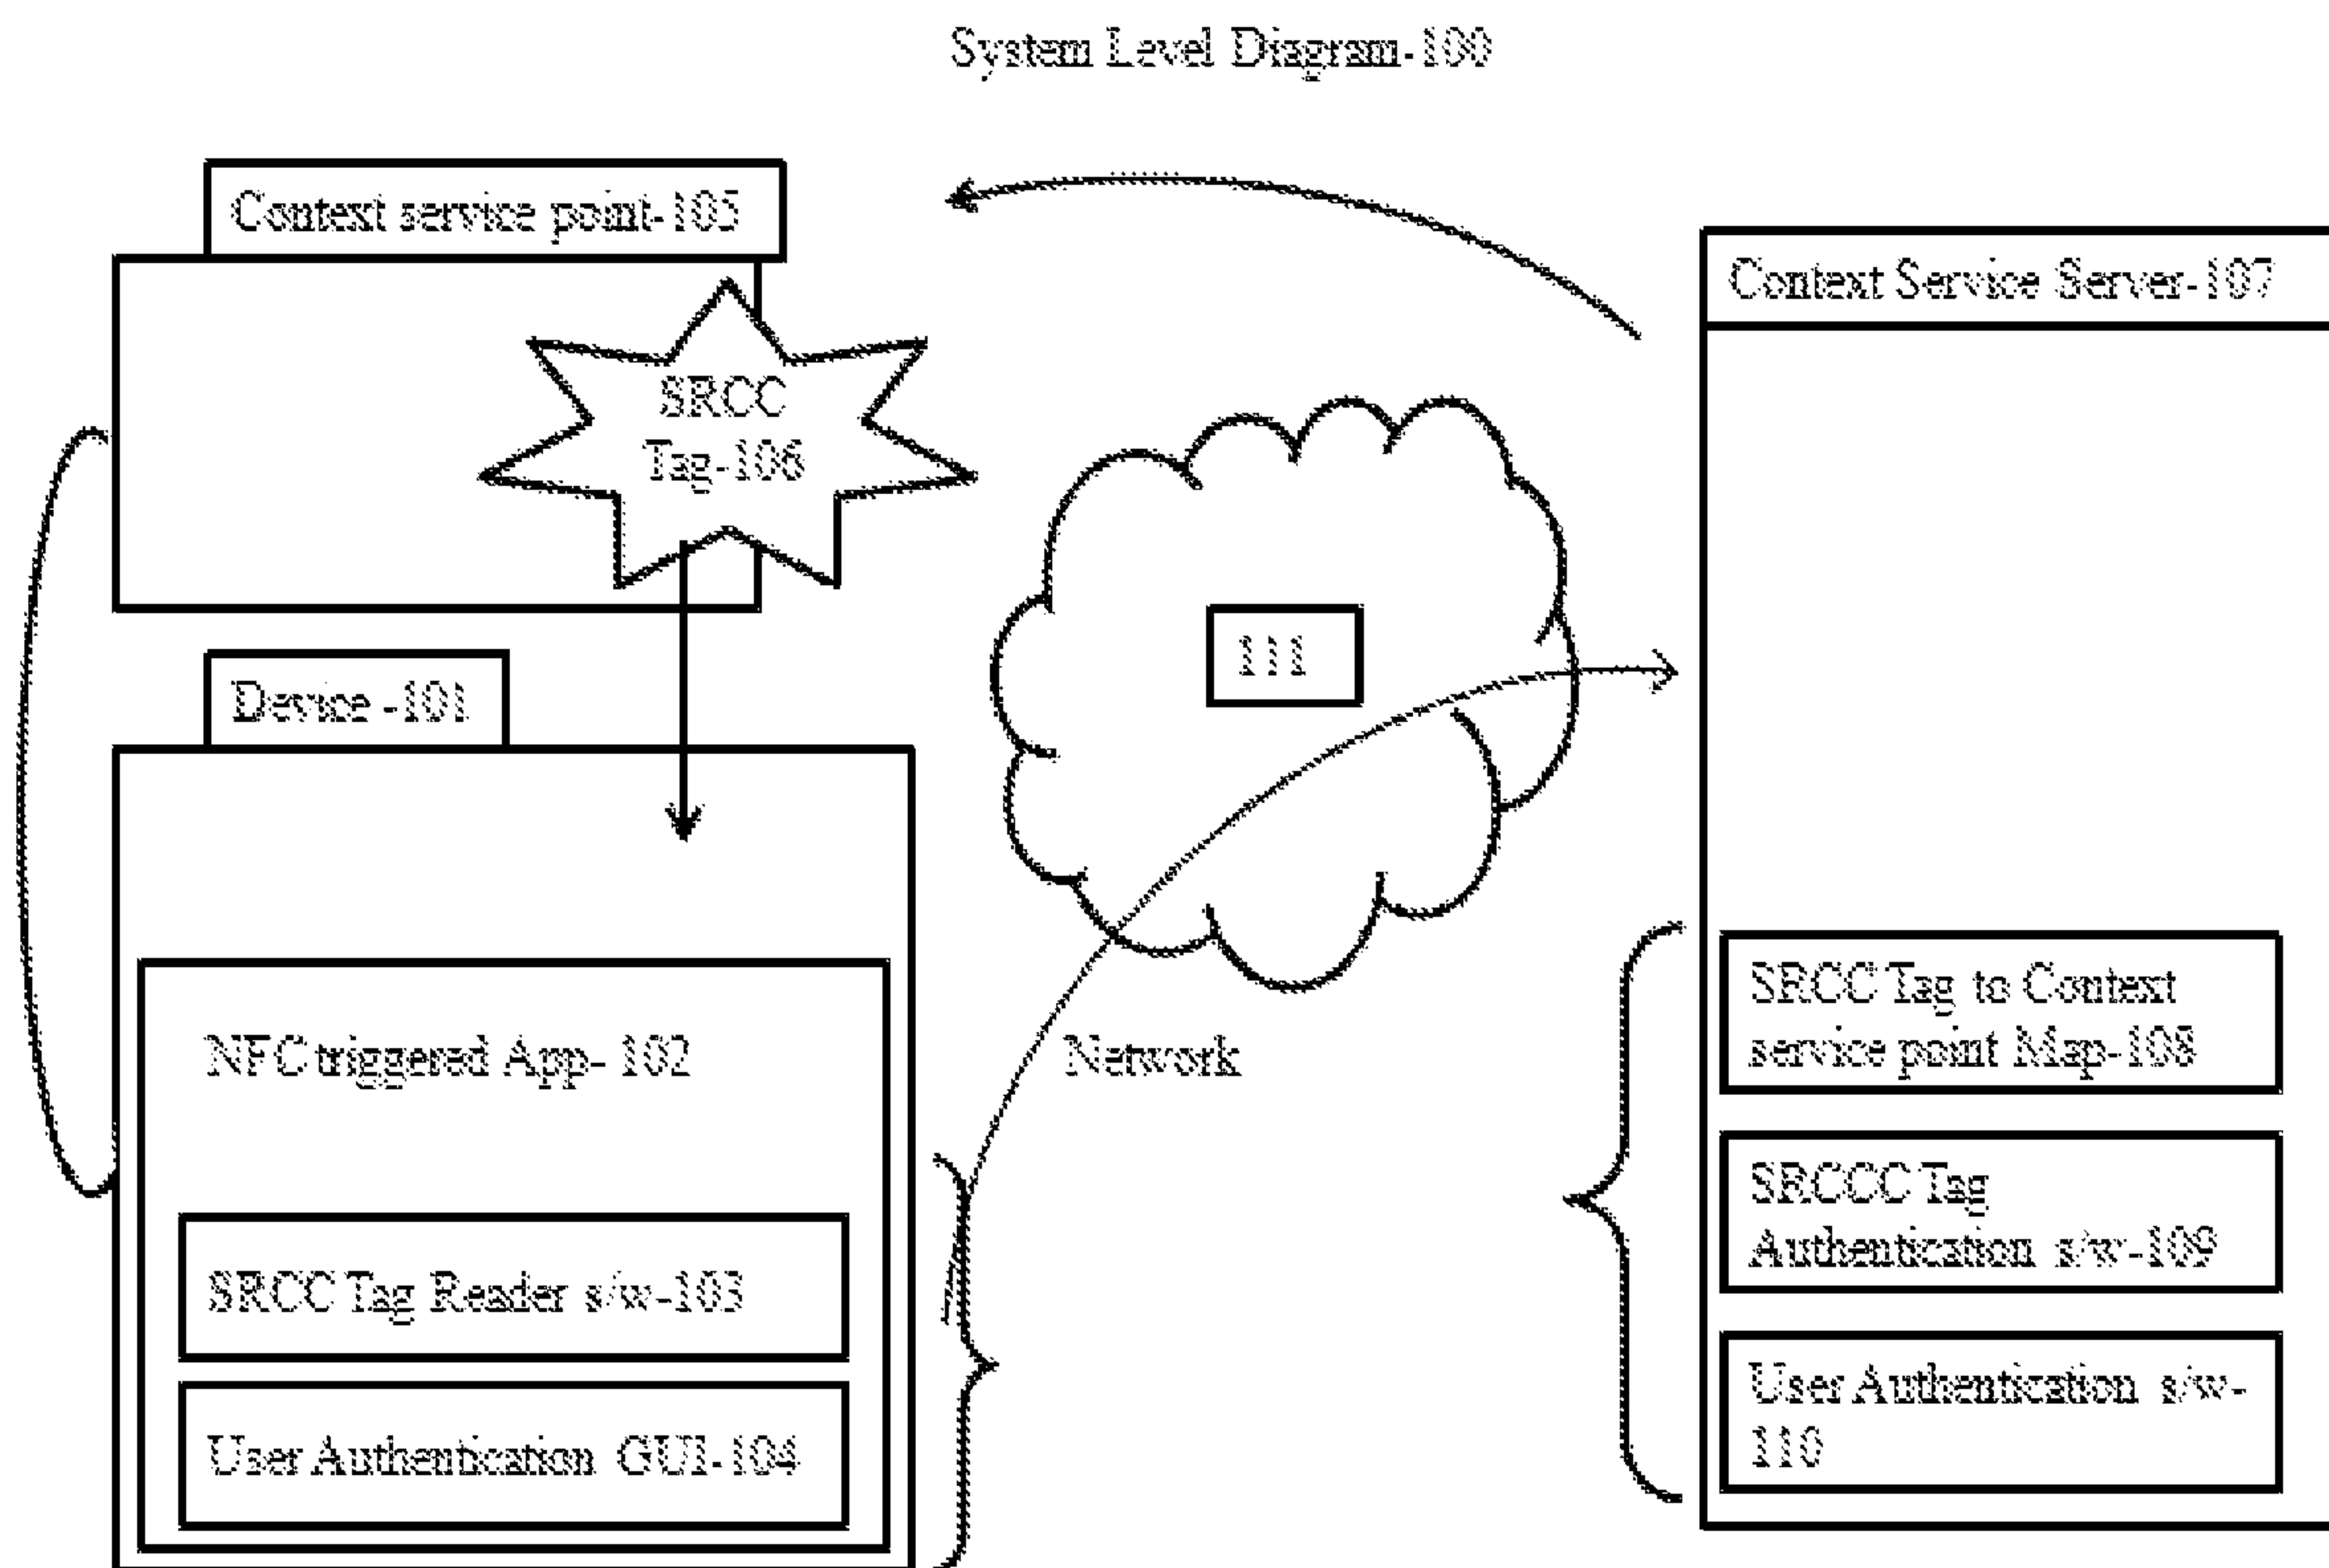 System Level Diagram-100
Context service point-105
Context Service Server-107
SRCC
Tag-106
111
Device -101
NFC triggered App- 102
Network
SRCC Tag Reader s/w-103
User Authentication GUI-104
SRCC Tag to Context
service point Map-108
SRCCC Tag
Authentication s/w-109
User Authentication s/w-
110